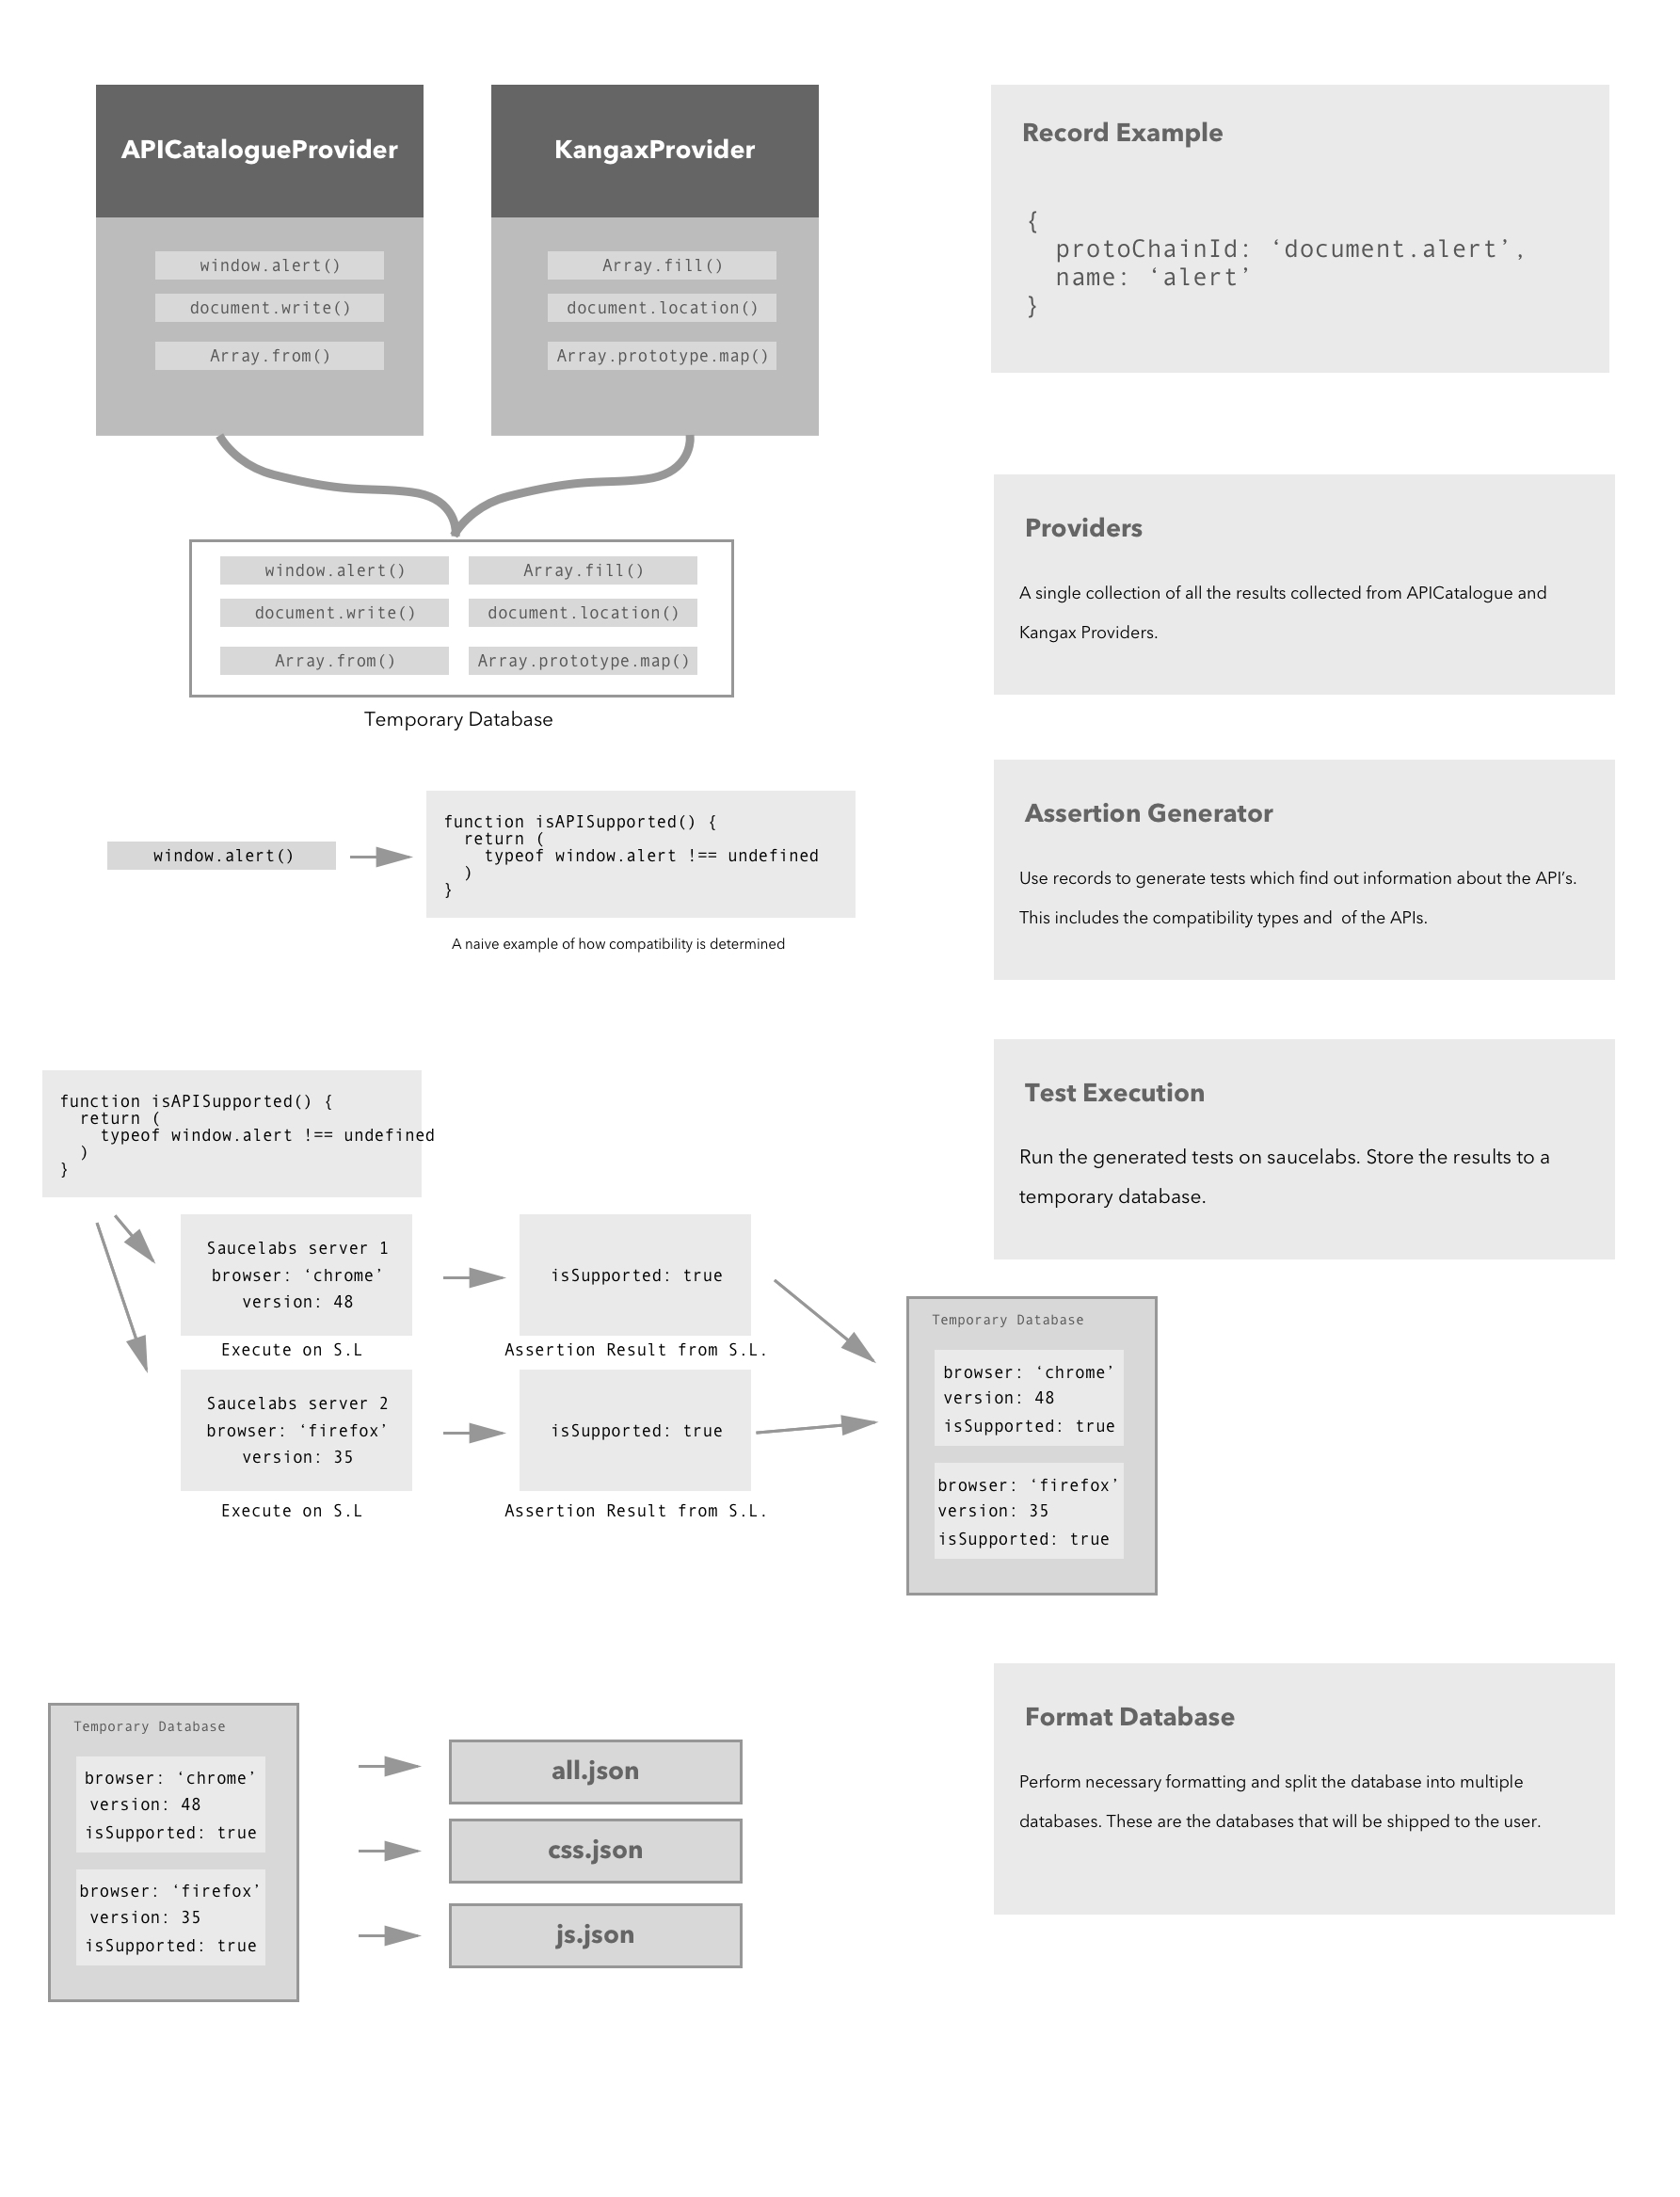 APICatalogueProvider
window.alert()
document.write()
Array.from()
KangaxProvider
Array.fill()
document.location()
Array.prototype.map()
Record Example
{
protoChainId: ‘document.alert’,
name: ‘alert’
}
window.alert()
Array.fill()
document.write()
document.location()
Array.from()
Array.prototype.map()
Temporary Database
Providers
A single collection of all the results collected from APICatalogue and
Kangax Providers.
window.alert()
function isAPISupported() {
return (
typeof window.alert !== undefined
)
}
A naive example of how compatibility is determined
Assertion Generator
Use records to generate tests which find out information about the API’s.
This includes the compatibility types and  of the APIs.
function isAPISupported() {
return (
typeof window.alert !== undefined
)
}
Test Execution
Run the generated tests on saucelabs. Store the results to a
temporary database.
Saucelabs server 1
browser: ‘chrome’
version: 48
Execute on S.L
isSupported: true
Assertion Result from S.L.
Saucelabs server 2
browser: ‘firefox’
version: 35
Execute on S.L
isSupported: true
Assertion Result from S.L.
Temporary Database
browser: ‘chrome’
version: 48
isSupported: true
browser: ‘firefox’
version: 35
isSupported: true
Temporary Database
browser: ‘chrome’
version: 48
isSupported: true
browser: ‘firefox’
version: 35
isSupported: true
all.json
css.json
js.json
Format Database
Perform necessary formatting and split the database into multiple
databases. These are the databases that will be shipped to the user.